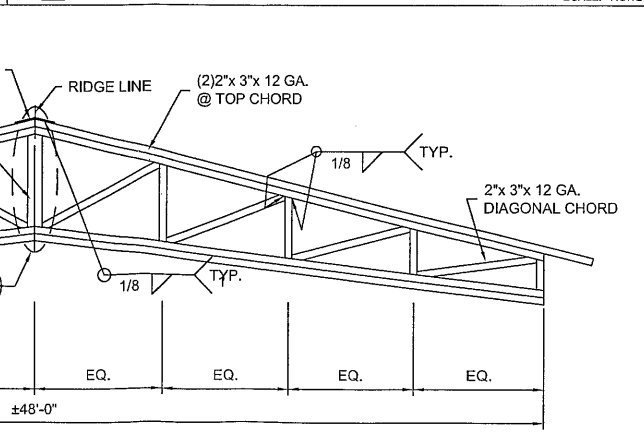 RIDGE LINE
(2)2"x 3"x 12 GA.
@ TOP CHORD
1/8
TYP.
2"x 3"x 12 GA.
DIAGONAL CHORD
1/8
TYP.
EQ.
EQ.
EQ.
EQ.
±48'-0"